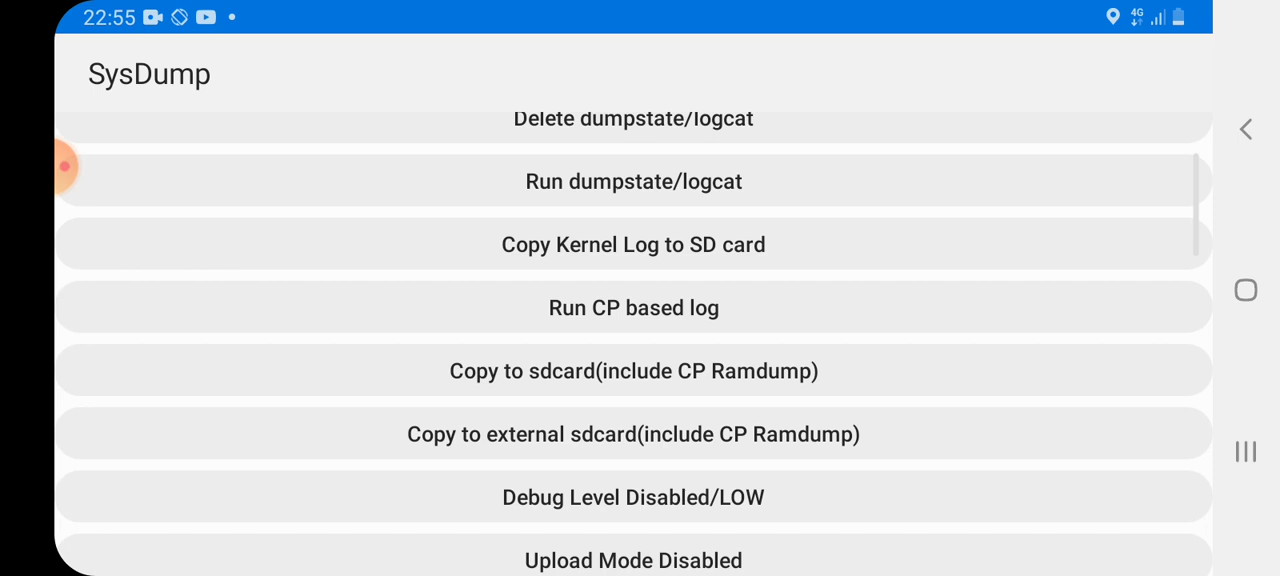 22:55
4G
SysDump
Delete dumpstate/logcat
Run dumpstate/logcat
Copy Kernel Log to SD card
Run CP based log
Copy to sdcard(include CP Ramdump)
Copy to external sdcard(include CP Ramdump)
Debug Level Disabled/LOW
Upload Mode Disabled